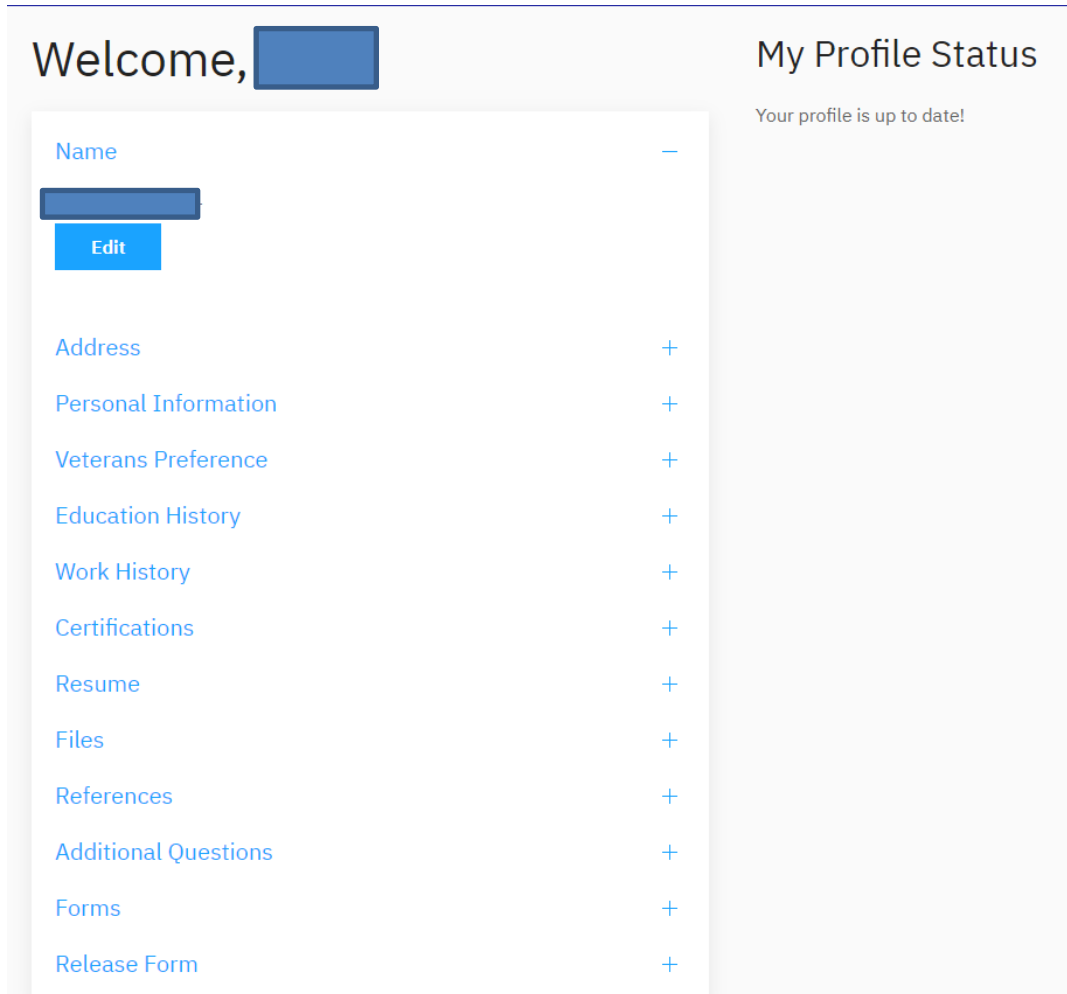 Welcome,
Name
Edit
Address
Personal Information
Veterans Preference
Education History
Work History
Certifications
Resume
Files
References
Additional Questions
Forms
Release Form
My Profile Status
Your profile is up to date!